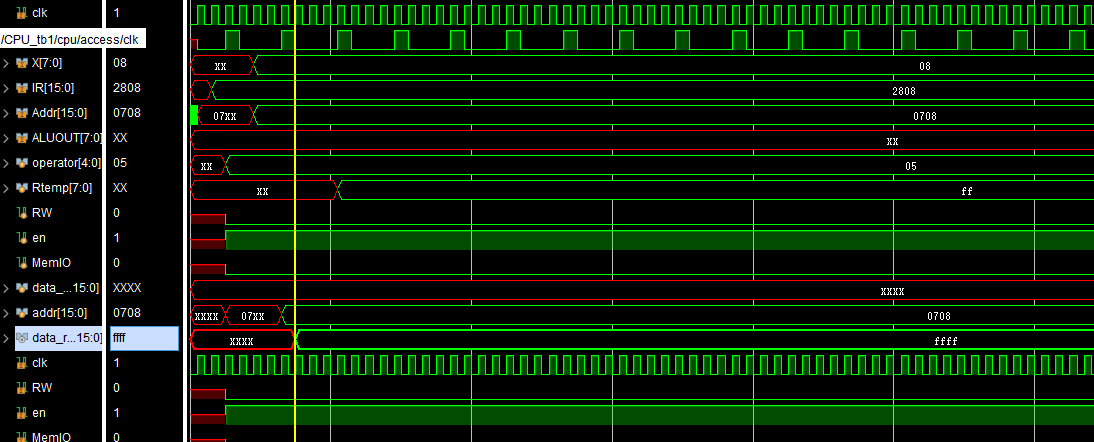 clk 1
/CPU_tb1/cpu/access/clk
X[7:0] 08 XX 08
IR[15:0] 2808 2808
Addr[15:0] 0708 07XX 0708
ALUOUT[7:0] XX XX
operator[4:0] 05 XX 05
Rtemp[7:0] XX XX ff
RW 0
en 1
MemIO 0
data_...15:0] XXXX XXXX
addr[15:0] 0708 XXXX 07XX 0708
data_r...15:0] ffff XXXX ffff
clk 1
RW 0
en 1
MemIO 0